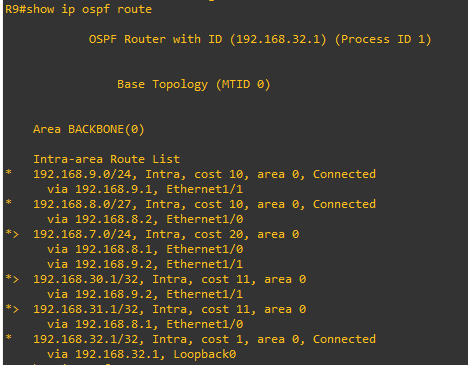 R9#show ip ospf route
OSPF Router with ID (192.168.32.1) (Process ID 1)
Base Topology (MTID 0)
Area BACKBONE(0)
Intra-area Route List
* 192.168.9.0/24, Intra, cost 10, area 0, Connected
via 192.168.9.1, Ethernet1/1
* 192.168.8.0/27, Intra, cost 10, area 0, Connected
via 192.168.8.2, Ethernet1/0
*> 192.168.7.0/24, Intra, cost 20, area 0
via 192.168.8.1, Ethernet1/0
via 192.168.9.2, Ethernet1/1
*> 192.168.30.1/32, Intra, cost 11, area 0
via 192.168.9.2, Ethernet1/1
*> 192.168.31.1/32, Intra, cost 11, area 0
via 192.168.8.1, Ethernet1/0
* 192.168.32.1/32, Intra, cost 1, area 0, Connected
via 192.168.32.1, Loopback0